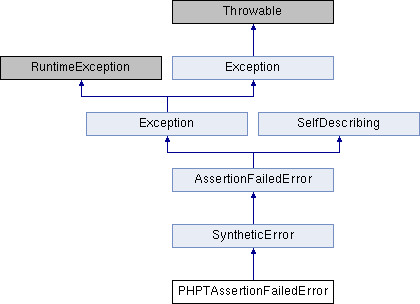 Throwable
RuntimeException
Exception
Exception
SelfDescribing
AssertionFailedError
SyntheticError
PHPTAssertionFailedError